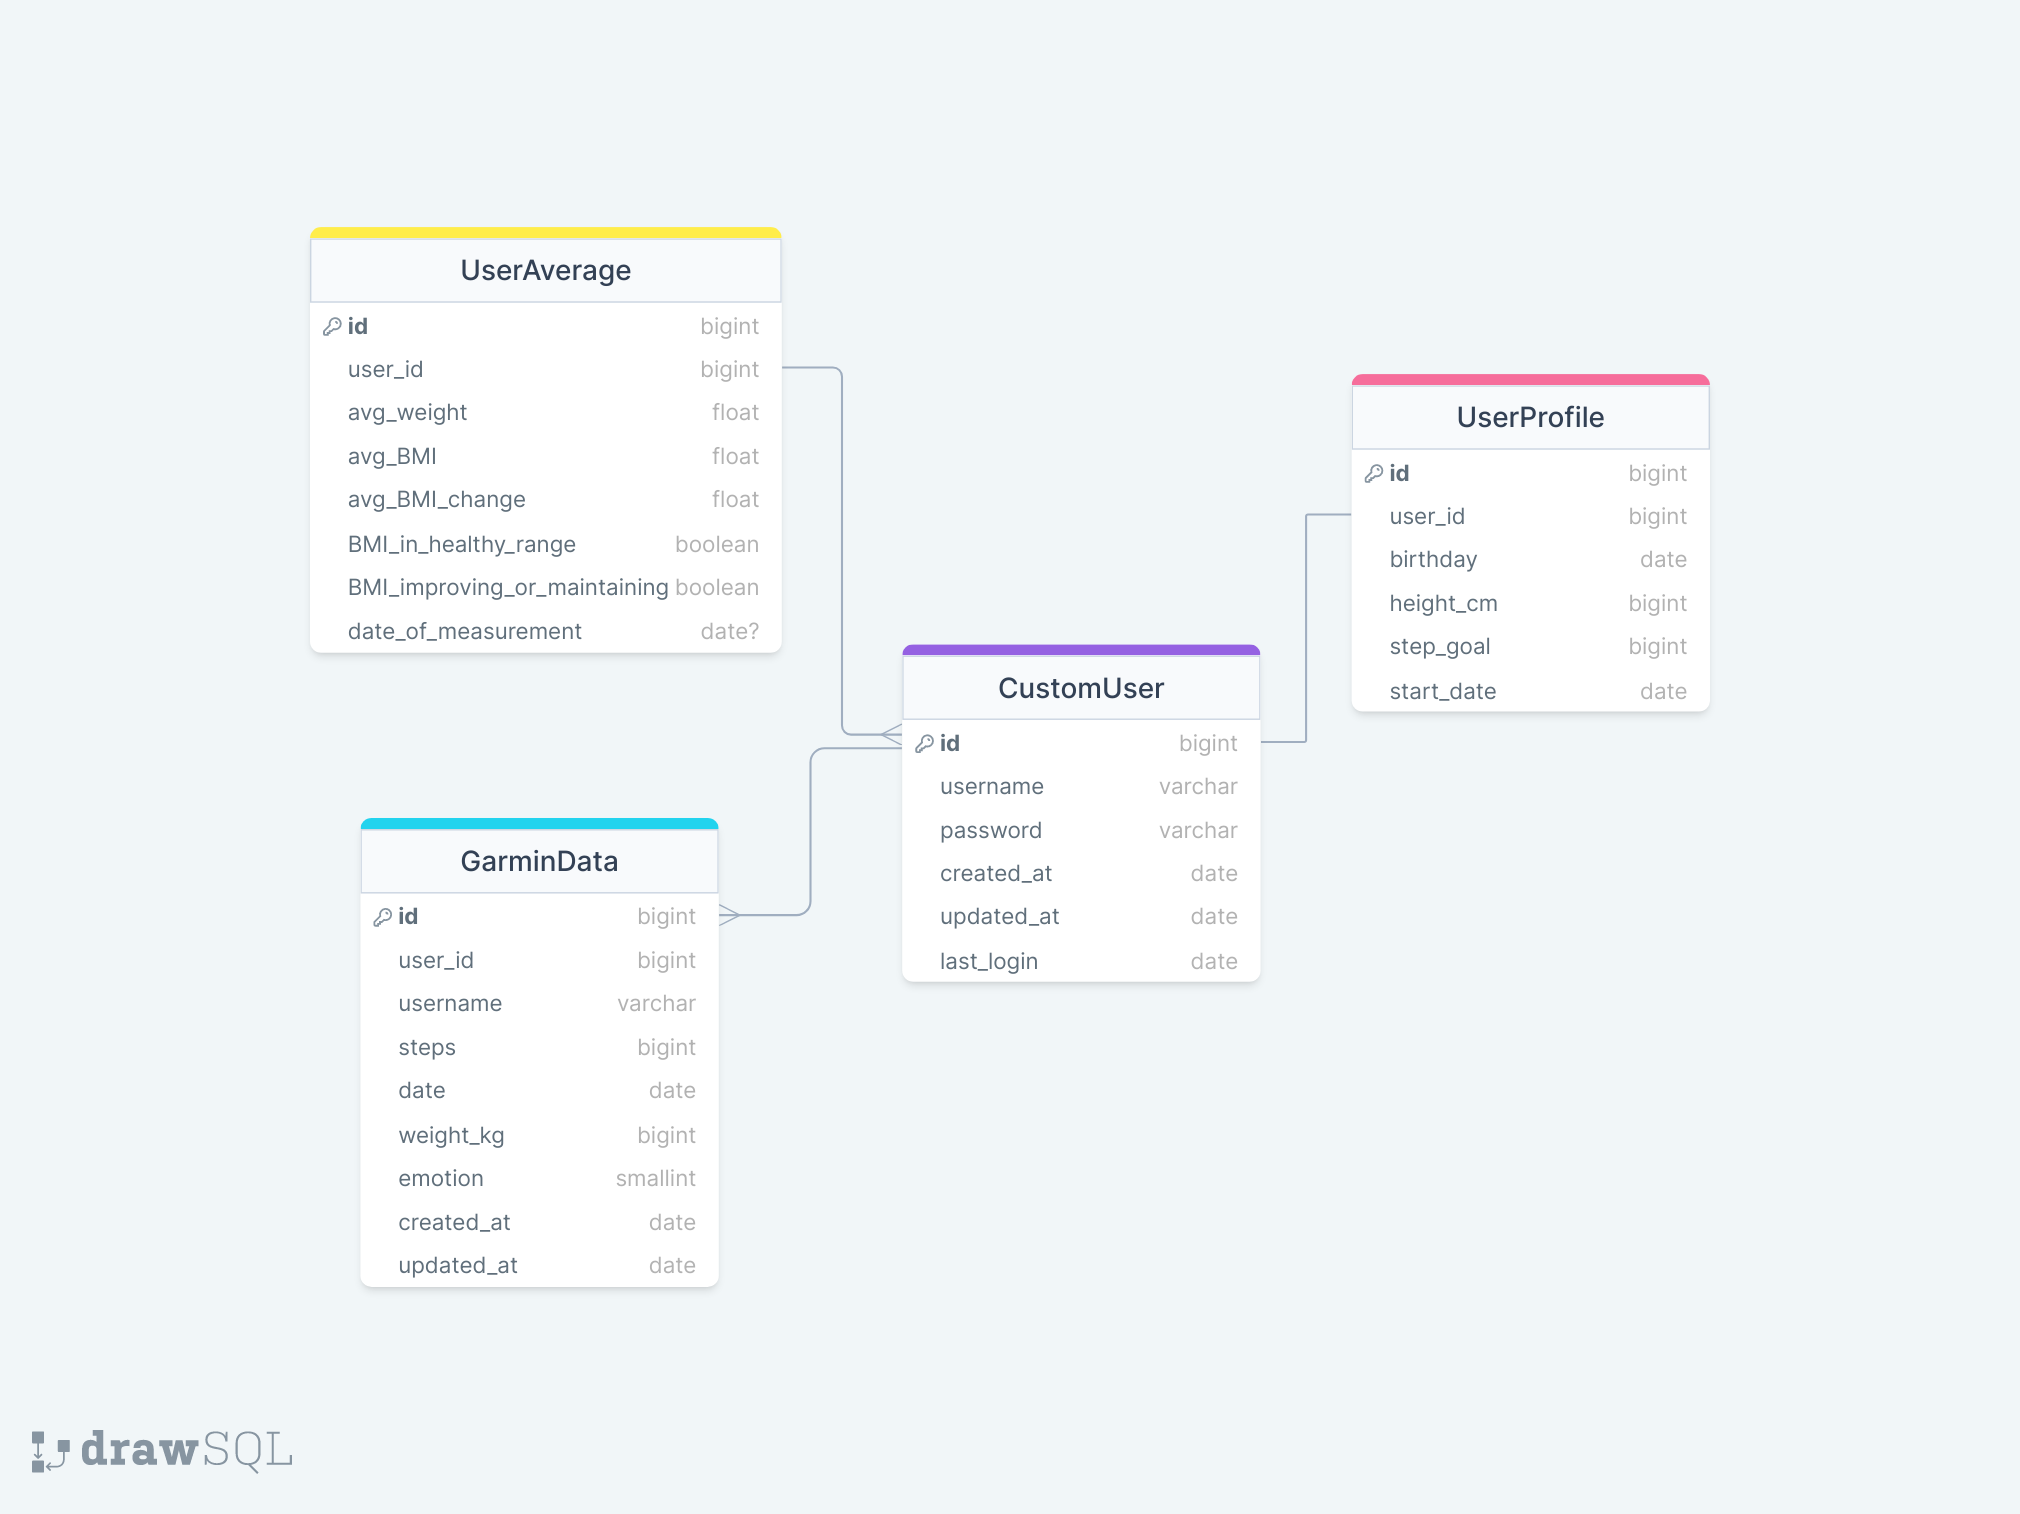 UserAverage
id bigint
user_id bigint
avg_weight float
avg_BMI float
avg_BMI_change float
BMI_in_healthy_range boolean
BMI_improving_or_maintaining boolean
date_of_measurement date?
UserProfile
id bigint
user_id bigint
birthday date
height_cm bigint
step_goal bigint
start_date date
CustomUser
id bigint
username varchar
password varchar
created_at date
updated_at date
last_login date
GarminData
id bigint
user_id bigint
username varchar
steps bigint
date date
weight_kg bigint
emotion smallint
created_at date
updated_at date
drawSQL